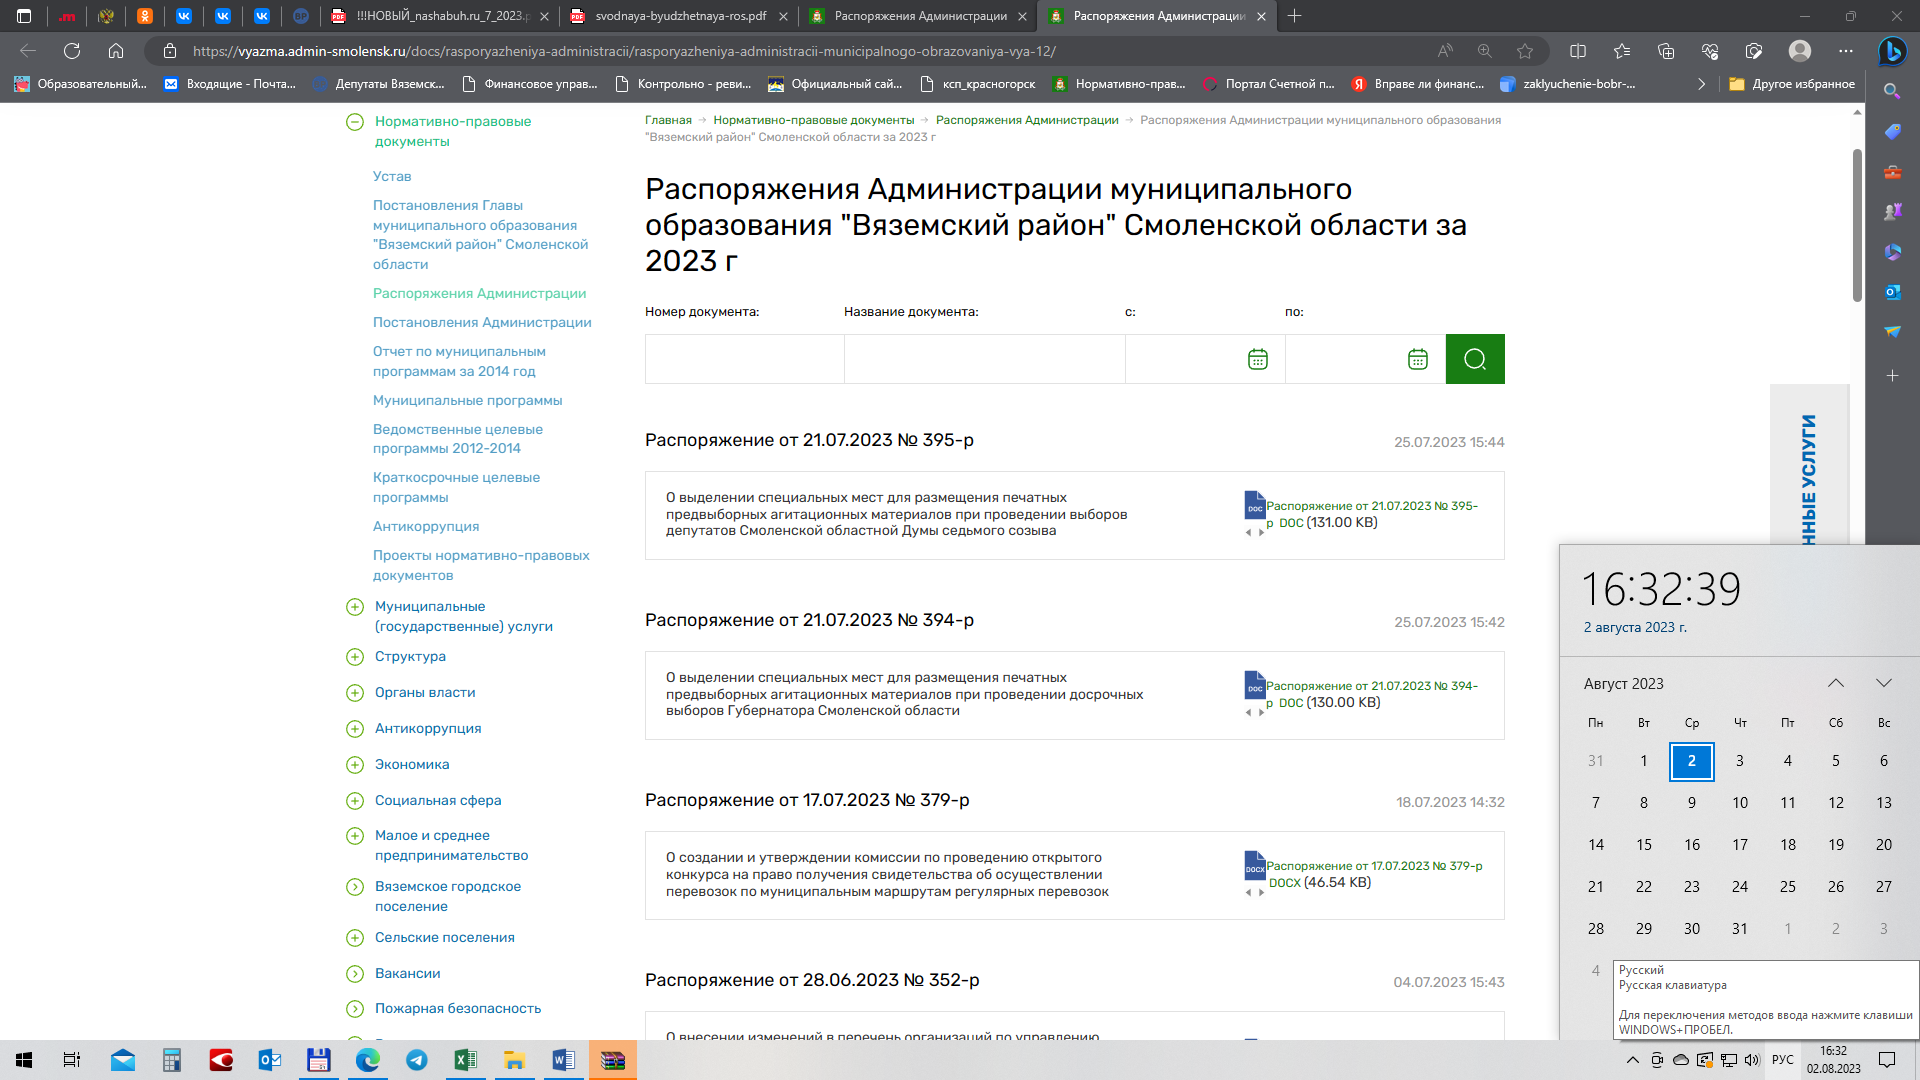 !!!НОВЫЙ_nashabuh.ru_7_2023.p
svodnaya-byudzhetnaya-ros.pdf
Распоряжения Администрации
Распоряжения Администрации
https://vyazma.admin-smolensk.ru/docs/rasporyazheniya-administracii/rasporyazheniya-administracii-municipalnogo-obrazovaniya-vya-12/
Образовательный...
Входящие - Почта...
Депутаты Вяземск...
Финансовое управ...
Контрольно - реви...
Официальный сай...
ксп_красногорск
Нормативно-прав...
Портал Счетной п...
Вправе ли финанс...
zaklyuchenie-bobr-...
Другое избранное
Нормативно-правовые
документы
Устав
Постановления Главы
муниципального образования
"Вяземский район" Смоленской
области
Распоряжения Администрации
Постановления Администрации
Отчет по муниципальным
программам за 2014 год
Муниципальные программы
Ведомственные целевые
программы 2012-2014
Краткосрочные целевые
программы
Антикоррупция
Проекты нормативно-правовых
документов
Муниципальные
(государственные) услуги
Структура
Органы власти
Антикоррупция
Экономика
Социальная сфера
Малое и среднее
предпринимательство
Вяземское городское
поселение
Сельские поселения
Вакансии
Пожарная безопасность
Главная → Нормативно-правовые документы → Распоряжения Администрации → Распоряжения Администрации муниципального образования
"Вяземский район" Смоленской области за 2023 г
Распоряжения Администрации муниципального
образования "Вяземский район" Смоленской области за
2023 г
Номер документа:
Название документа:
с:
по:
Распоряжение от 21.07.2023 № 395-р
25.07.2023 15:44
О выделении специальных мест для размещения печатных
предвыборных агитационных материалов при проведении выборов
депутатов Смоленской областной Думы седьмого созыва
DOC
Распоряжение от 21.07.2023 № 395-
р DOC (131.00 KB)
Распоряжение от 21.07.2023 № 394-р
25.07.2023 15:42
О выделении специальных мест для размещения печатных
предвыборных агитационных материалов при проведении досрочных
выборов Губернатора Смоленской области
DOC
Распоряжение от 21.07.2023 № 394-
р DOC (130.00 KB)
Распоряжение от 17.07.2023 № 379-р
18.07.2023 14:32
О создании и утверждении комиссии по проведению открытого
конкурса на право получения свидетельства об осуществлении
перевозок по муниципальным маршрутам регулярных перевозок
DOCX
Распоряжение от 17.07.2023 № 379-р
DOCX (46.54 KB)
Распоряжение от 28.06.2023 № 352-р
04.07.2023 15:43
О внесении изменений в перечень организаций по управлению
ННЫЕ УСЛУГИ
16:32:39
2 августа 2023 г.
Август 2023
Пн Вт Ср Чт Пт Сб Вс
31 1 2 3 4 5 6
7 8 9 10 11 12 13
14 15 16 17 18 19 20
21 22 23 24 25 26 27
28 29 30 31 1 2 3
4
Русский
Русская клавиатура
Для переключения методов ввода нажмите клавиши
WINDOWS+ПРОБЕЛ.
РУС
16:32
02.08.2023